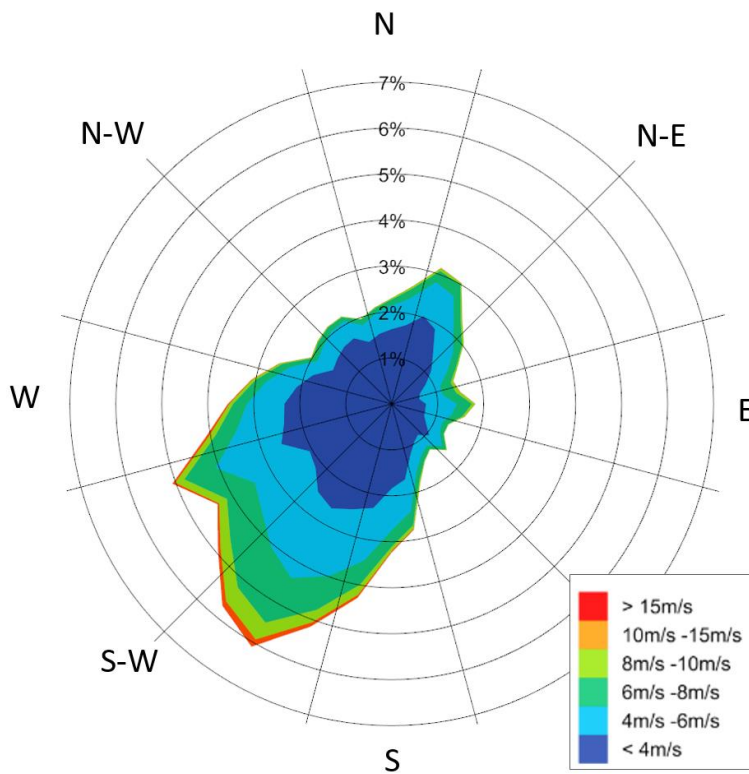 N
7%
6%
5%
4%
3%
2%
1%
N-W
N-E
W
E
S-W
S
> 15m/s
10m/s -15m/s
8m/s -10m/s
6m/s -8m/s
4m/s -6m/s
< 4m/s